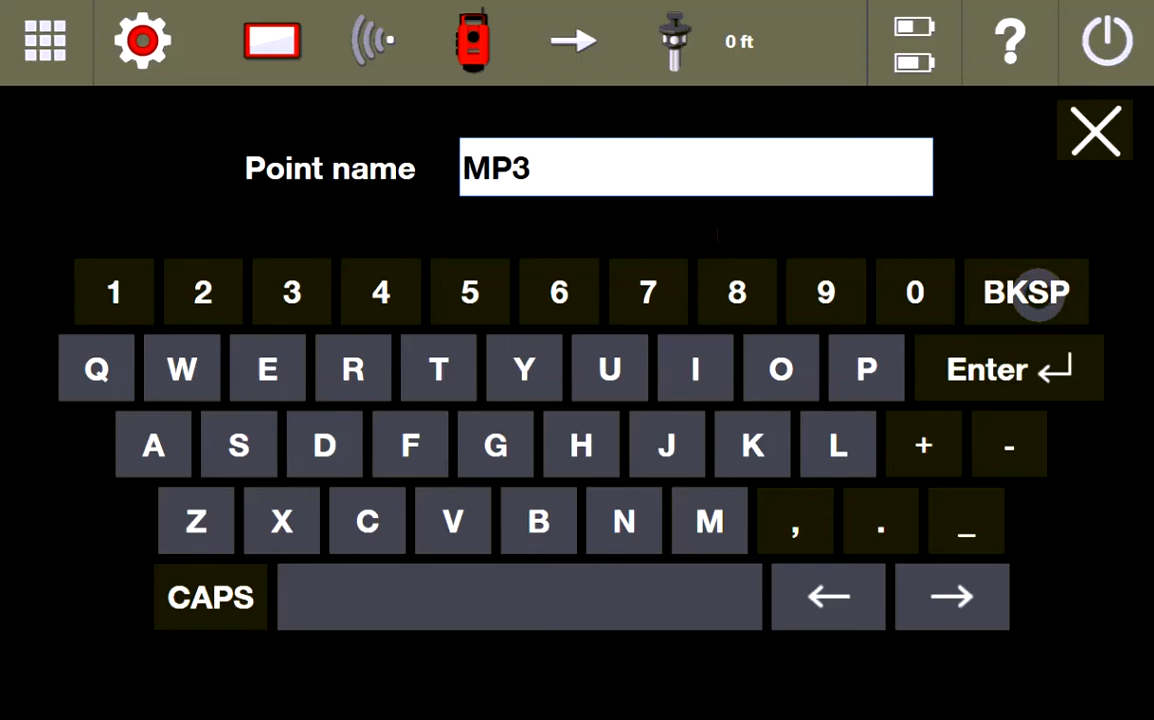 0 ft
Point name MP3
1 2 3 4 5 6 7 8 9 0 BKSP
Q W E R T Y U I O P Enter
A S D F G H J K L + -
Z X C V B N M , . _
CAPS ← →